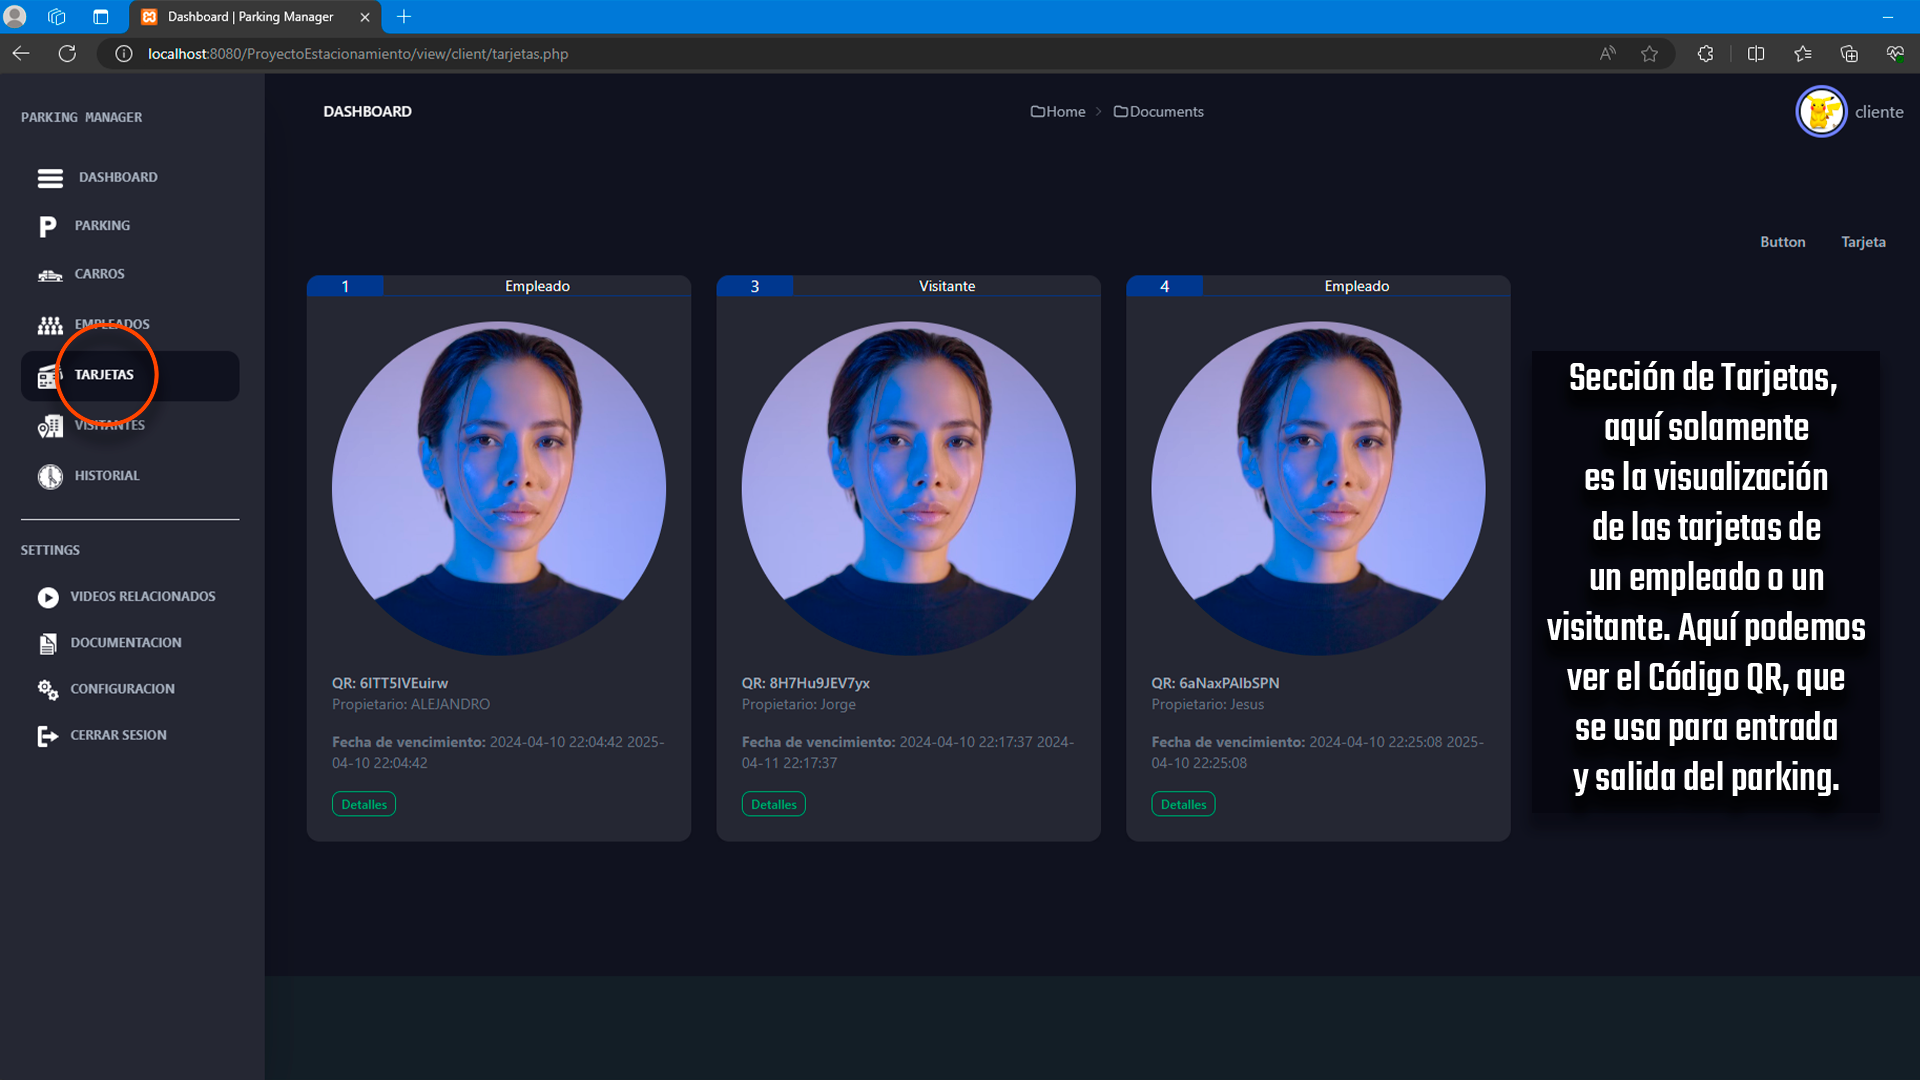 Dashboard | Parking Manager
localhost:8080/ProyectoEstacionamiento/view/client/tarjetas.php
PARKING MANAGER
DASHBOARD
PARKING
CARROS
EMPLEADOS
TARJETAS
VISITANTES
HISTORIAL
SETTINGS
VIDEOS RELACIONADOS
DOCUMENTACION
CONFIGURACION
CERRAR SESION
DASHBOARD
Home > Documents
cliente
Button Tarjeta
1 Empleado
QR: 6ITT5IVEuirw
Propietario: ALEJANDRO
Fecha de vencimiento: 2024-04-10 22:04:42 2025-
04-10 22:04:42
Detalles
3 Visitante
QR: 8H7Hu9JEV7yx
Propietario: Jorge
Fecha de vencimiento: 2024-04-10 22:17:37 2024-
04-11 22:17:37
Detalles
4 Empleado
QR: 6aNaxPAIbSPN
Propietario: Jesus
Fecha de vencimiento: 2024-04-10 22:25:08 2025-
04-10 22:25:08
Detalles
Sección de Tarjetas,
aquí solamente
es la visualización
de las tarjetas de
un empleado o un
visitante. Aquí podemos
ver el Código QR, que
se usa para entrada
y salida del parking.